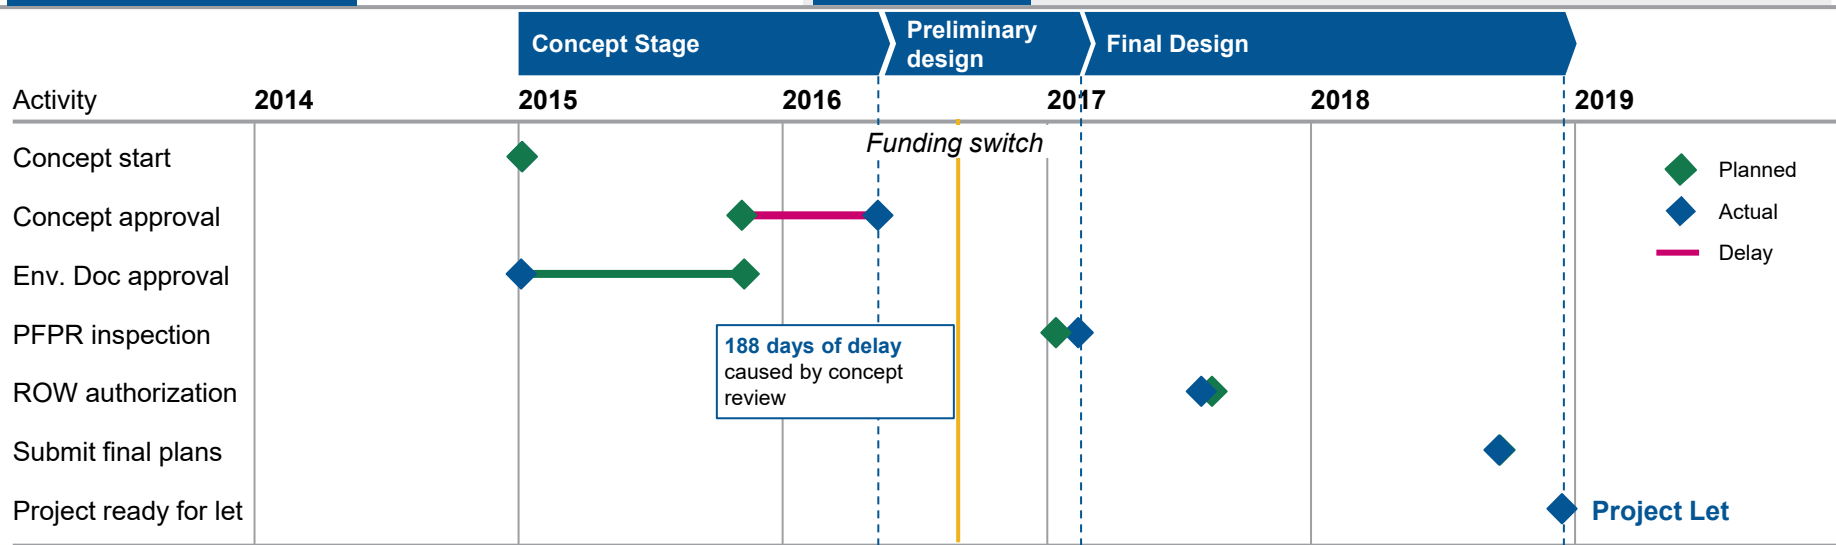 Concept Stage
Preliminary
design
Final Design
Activity
2014
2015
2016
2017
2018
2019
Funding switch
Concept start
Concept approval
Env. Doc approval
PFPR inspection
ROW authorization
Submit final plans
Project ready for let
188 days of delay
caused by concept
review
Project Let
Planned
Actual
Delay